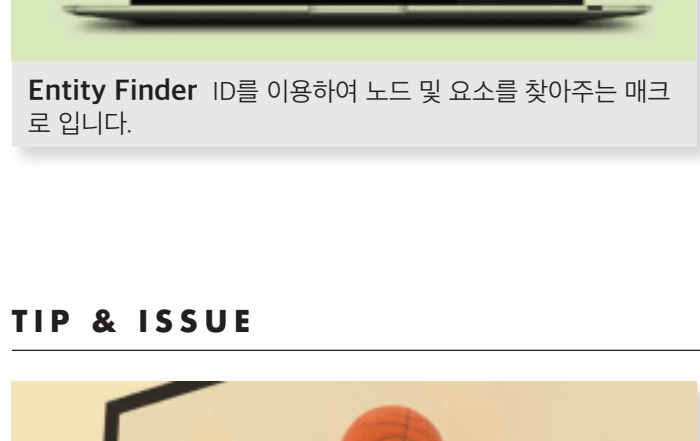 Entity Finder ID를 이용하여 노드 및 요소를 찾아주는 매크
로 입니다.
TIP & ISSUE